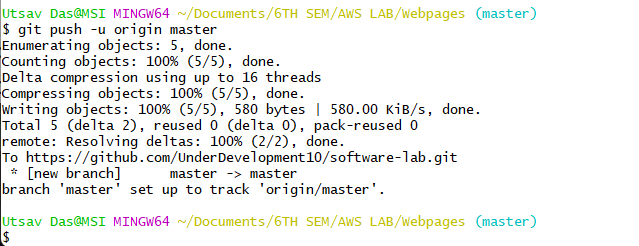 Utsav Das@MSI MINGW64 ~/Documents/6TH SEM/AWS LAB/Webpages (master)
$ git push -u origin master
Enumerating objects: 5, done.
Counting objects: 100% (5/5), done.
Delta compression using up to 16 threads
Compressing objects: 100% (5/5), done.
Writing objects: 100% (5/5), 580 bytes | 580.00 KiB/s, done.
Total 5 (delta 2), reused 0 (delta 0), pack-reused 0
remote: Resolving deltas: 100% (2/2), done.
To https://github.com/UnderDevelopment10/software-lab.git
 * [new branch]      master -> master
branch 'master' set up to track 'origin/master'.

Utsav Das@MSI MINGW64 ~/Documents/6TH SEM/AWS LAB/Webpages (master)
$